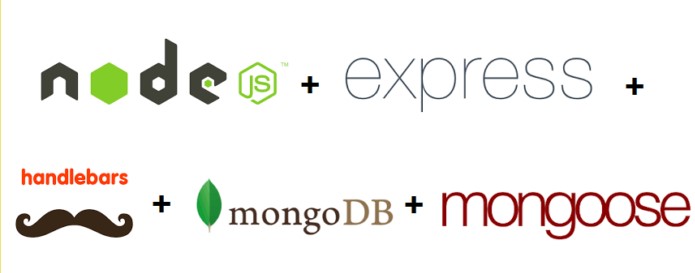 node JS ™ + express +
handlebars
+ mongoDB + mongoose